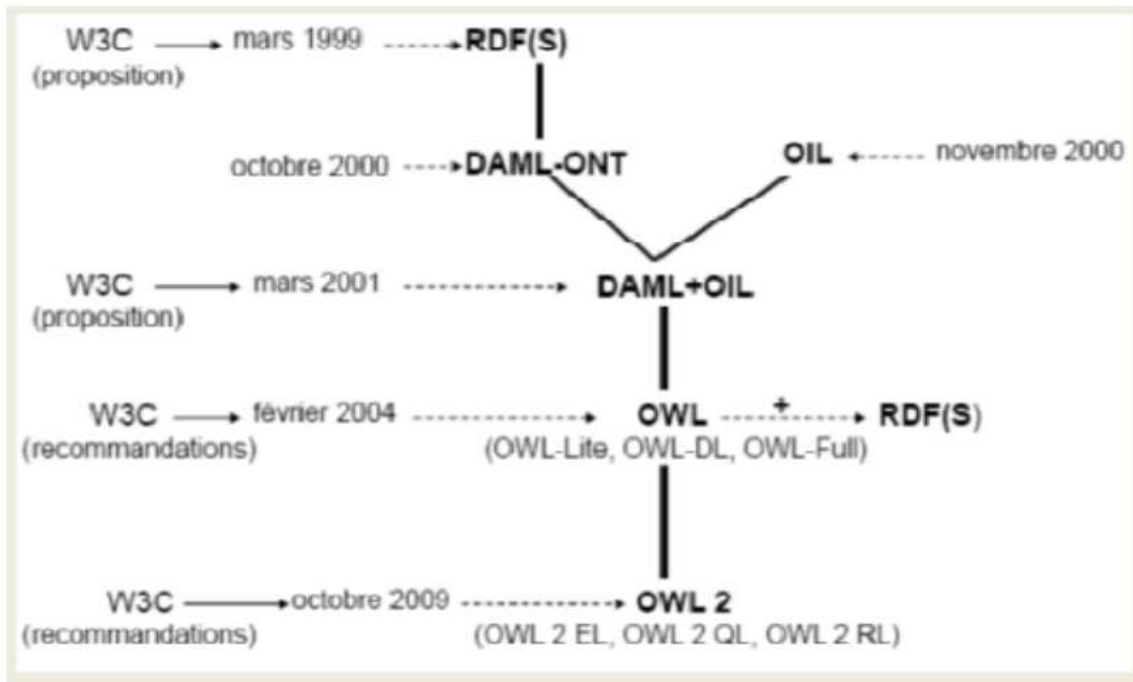 W3C mars 1999 RDF(S)
(proposition)
octobre 2000 DAML-ONT OIL novembre 2000
W3C mars 2001 DAML+OIL
(proposition)
W3C février 2004 OWL + RDF(S)
(recommandations) (OWL-Lite, OWL-DL, OWL-Full)
W3C octobre 2009 OWL 2
(recommandations) (OWL 2 EL, OWL 2 QL, OWL 2 RL)